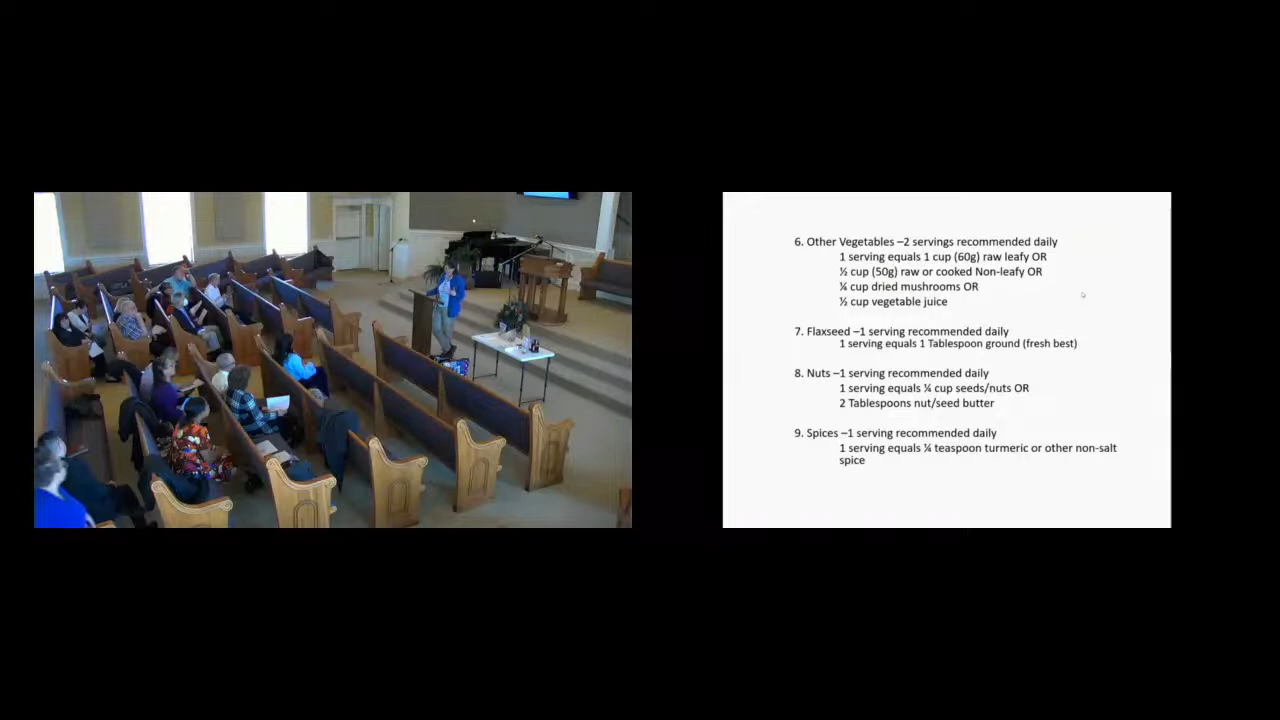 6. Other Vegetables –2 servings recommended daily
1 serving equals 1 cup (60g) raw leafy OR
½ cup (50g) raw or cooked Non-leafy OR
¼ cup dried mushrooms OR
½ cup vegetable juice
7. Flaxseed –1 serving recommended daily
1 serving equals 1 Tablespoon ground (fresh best)
8. Nuts –1 serving recommended daily
1 serving equals ¼ cup seeds/nuts OR
2 Tablespoons nut/seed butter
9. Spices –1 serving recommended daily
1 serving equals ¼ teaspoon turmeric or other non-salt
spice